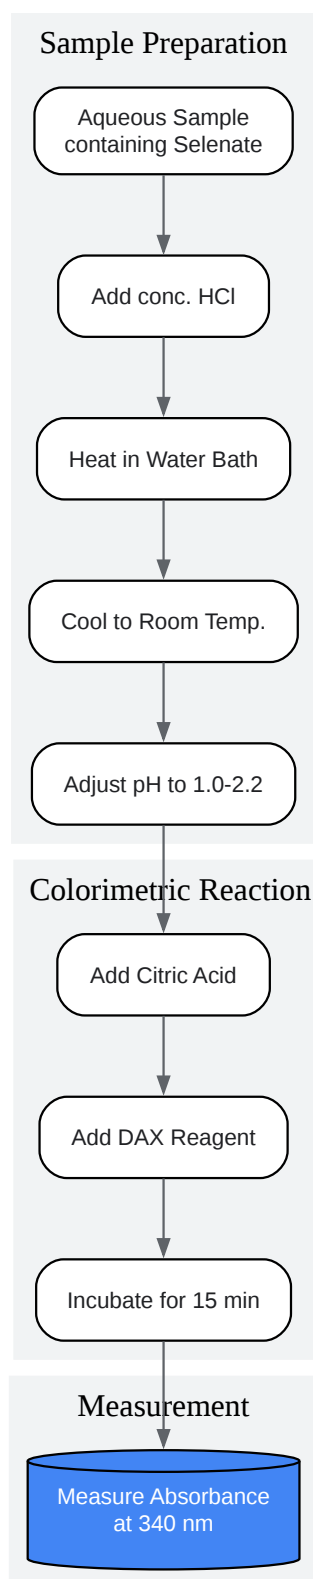 Sample Preparation
Aqueous Sample
containing Selenate
Add conc. HCl
Heat in Water Bath
Cool to Room Temp.
Adjust pH to 1.0-2.2
Colorimetric Reaction
Add Citric Acid
Add DAX Reagent
Incubate for 15 min
Measurement
Measure Absorbance
at 340 nm